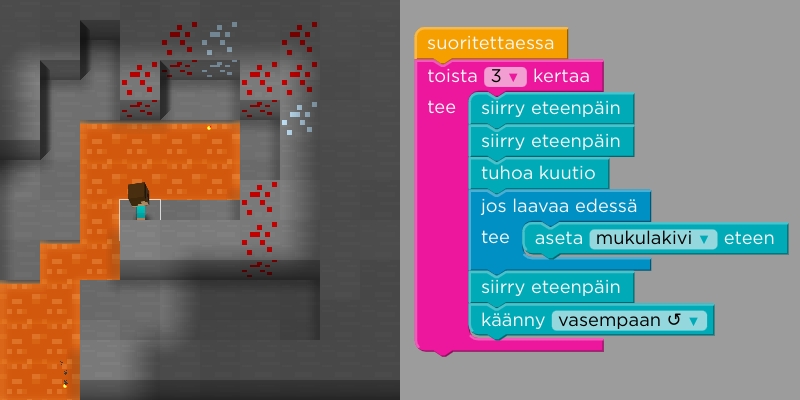 suoritettaessa
toista 3 ▼ kertaa
tee siirry eteenpäin
siirry eteenpäin
tuhoa kuutio
jos laavaa edessä
tee aseta mukulakivi ▼ eteen
siirry eteenpäin
käänny vasempaan ↺ ▼